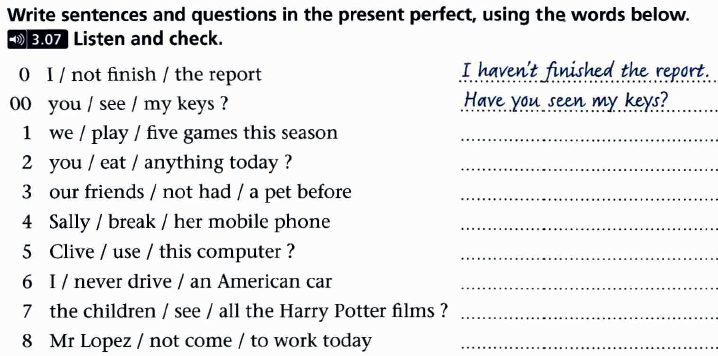 Write sentences and questions in the present perfect, using the words below.
3.07 Listen and check.
0 I / not finish / the report I haven't finished the report.
00 you / see / my keys ? Have you seen my keys?
1 we / play / five games this season
2 you / eat / anything today ?
3 our friends / not had / a pet before
4 Sally / break / her mobile phone
5 Clive / use / this computer ?
6 I / never drive / an American car
7 the children / see / all the Harry Potter films ?
8 Mr Lopez / not come / to work today